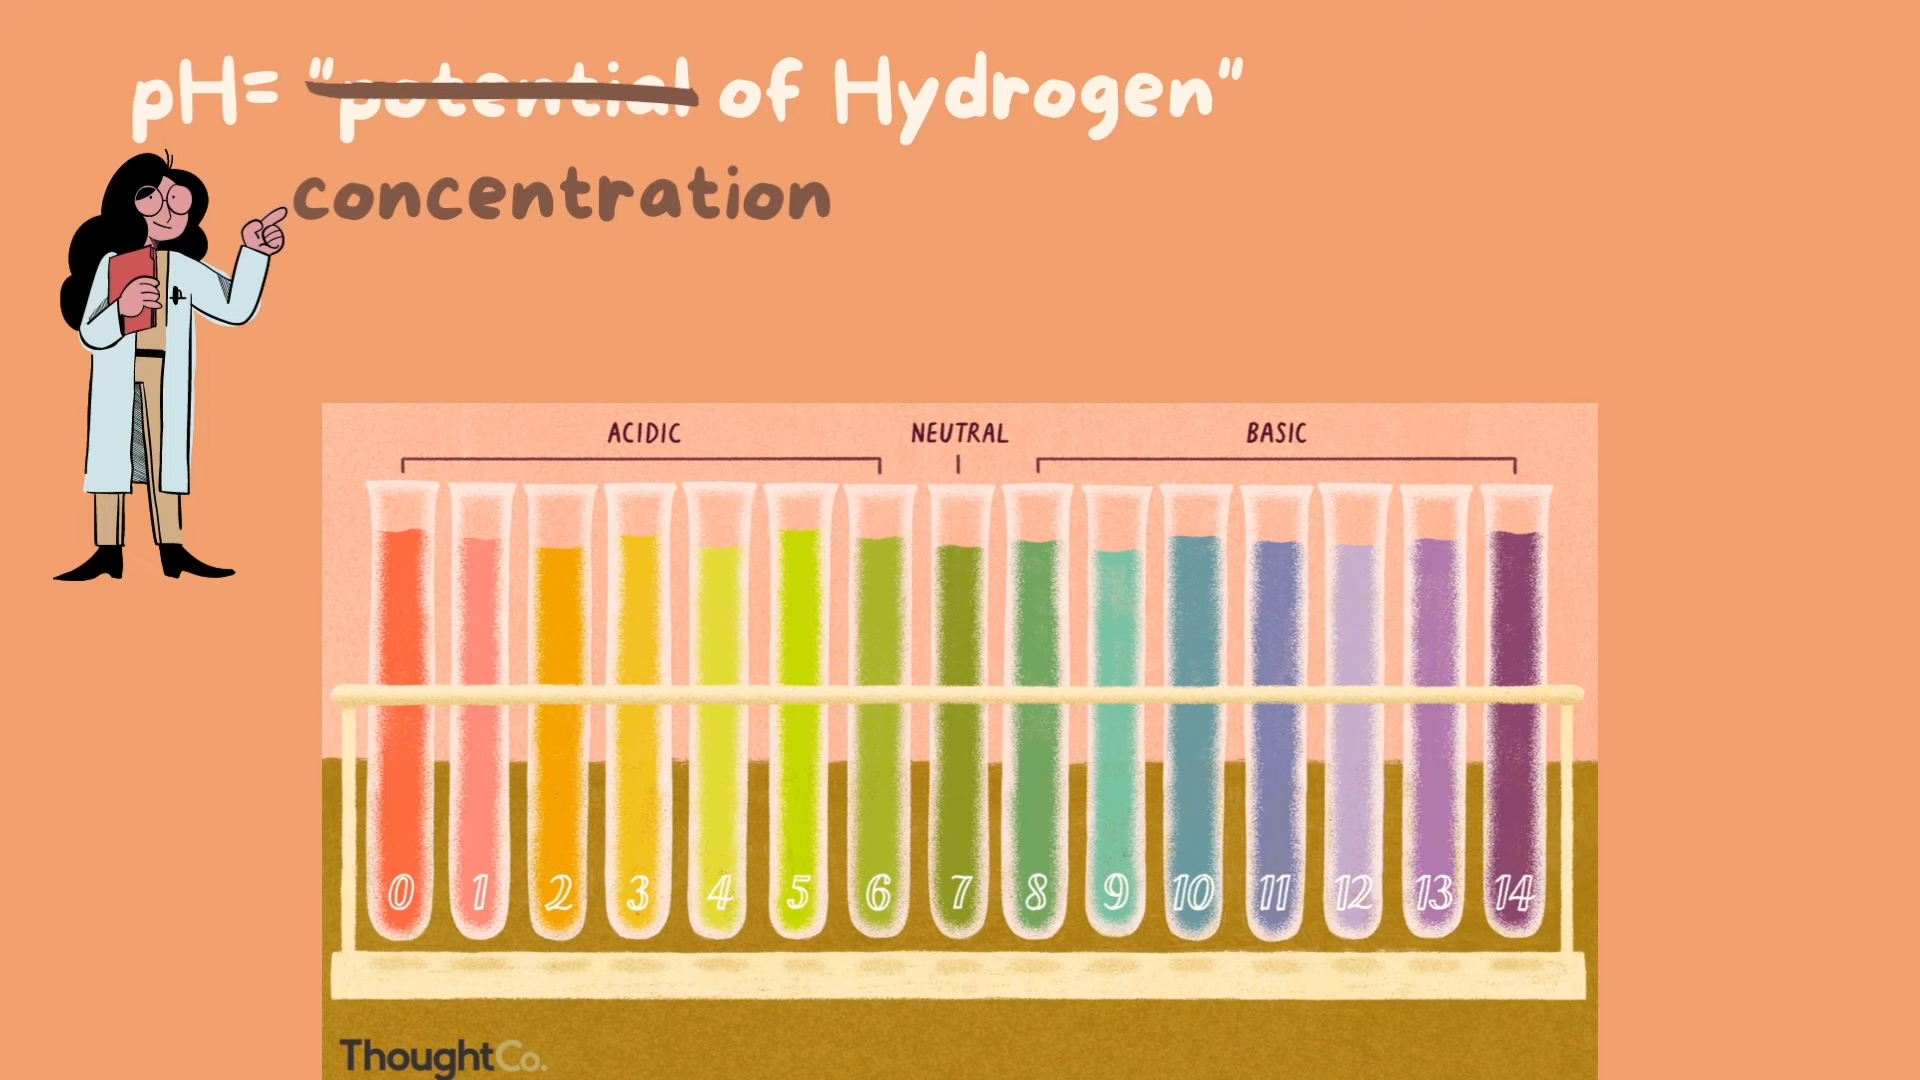 pH= "potential of Hydrogen"
concentration
ACIDIC NEUTRAL BASIC
0 1 2 3 4 5 6 7 8 9 10 11 12 13 14
ThoughtCo.